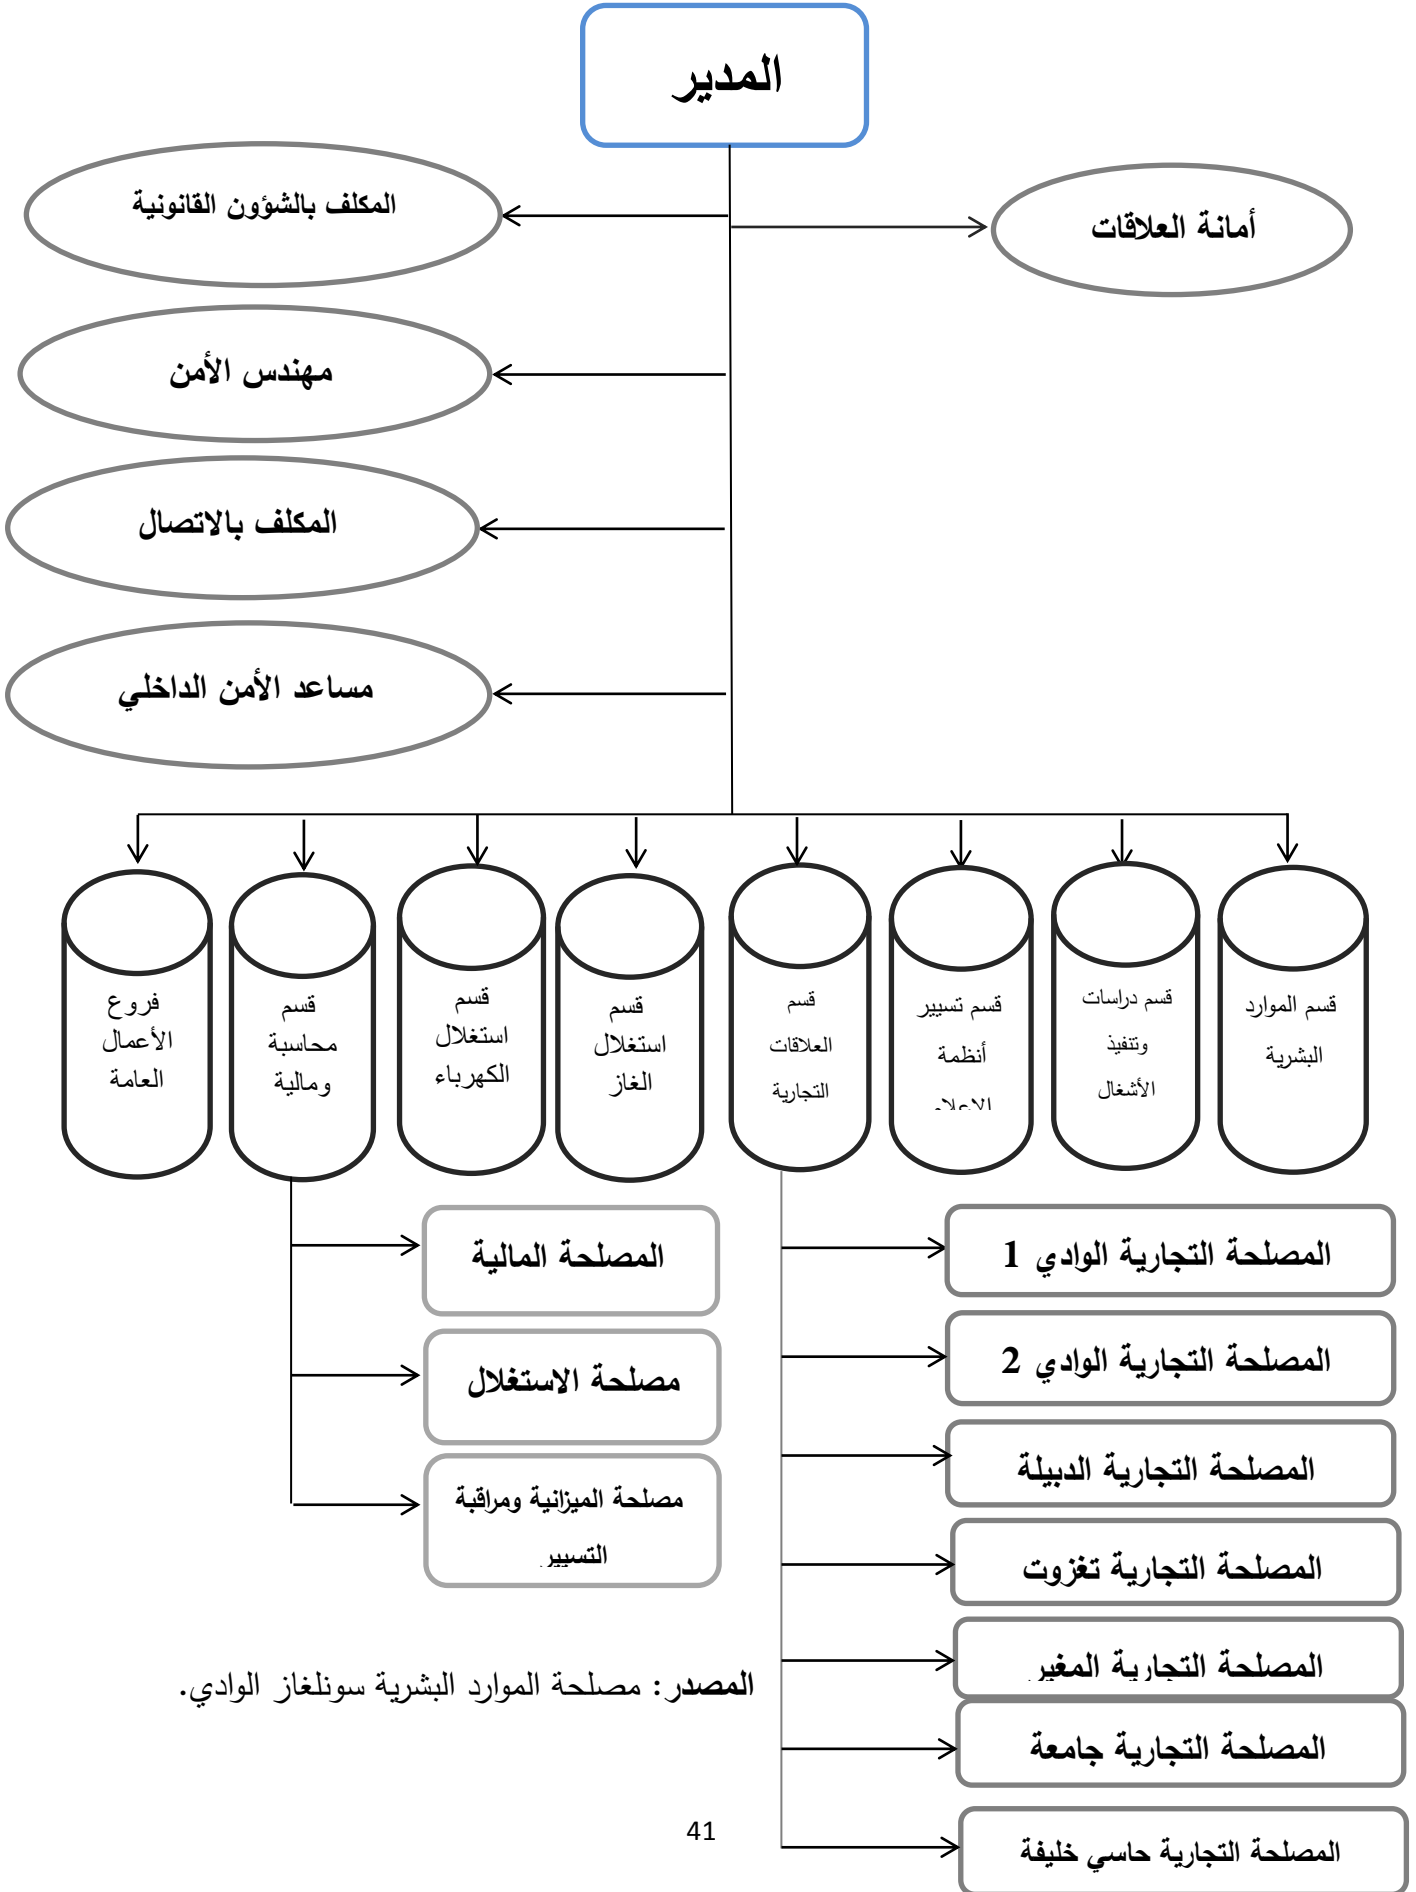 المدير
أمانة العلاقات
المكلف بالشؤون القانونية
مهندس الأمن
المكلف بالاتصال
مساعد الأمن الداخلي
قسم الموارد
البشرية
قسم دراسات
وتنفيذ
الأشغال
قسم تسيير
أنظمة
الاعلام
قسم
العلاقات
التجارية
قسم
استغلال
الغاز
قسم
استغلال
الكهرباء
قسم
محاسبة
ومالية
فروع
الأعمال
العامة
المصلحة التجارية الوادي 1
المصلحة التجارية الوادي 2
المصلحة التجارية الدبيلة
المصلحة التجارية تغزوت
المصلحة التجارية المغير
المصلحة التجارية جامعة
المصلحة التجارية حاسي خليفة
المصلحة المالية
مصلحة الاستغلال
مصلحة الميزانية ومراقبة
التسيير
المصدر: مصلحة الموارد البشرية سونلغاز الوادي.
41